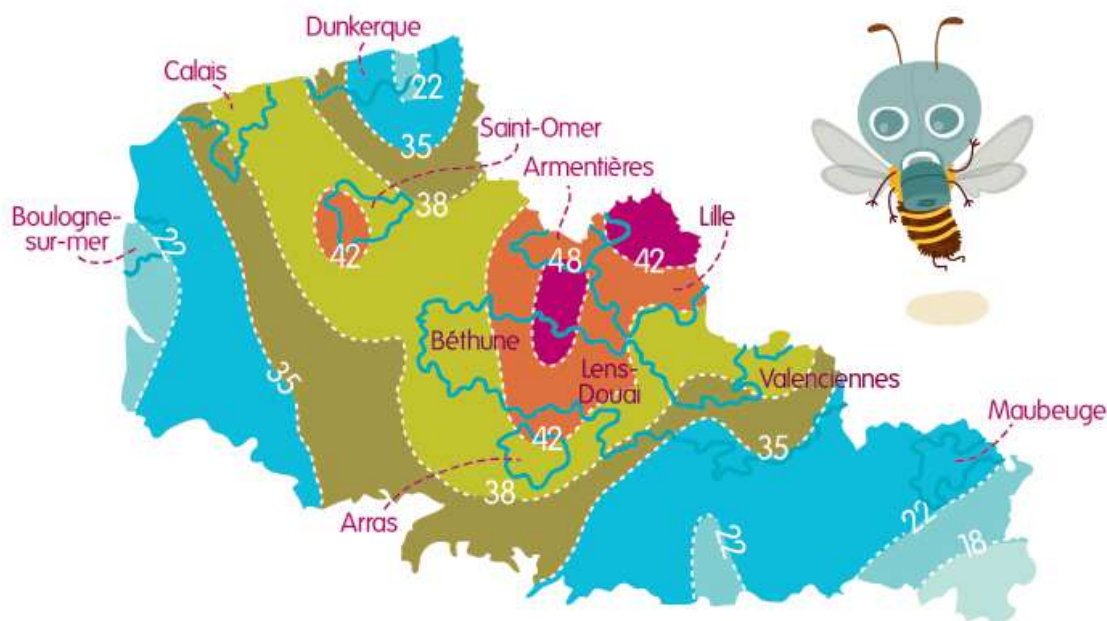 Dunkerque
Calais
22
Saint-Omer
35
Armentières
38
Boulogne-
sur-mer
22
Lille
42
48
42
Béthune
35
Lens-
Douai
Valenciennes
Maubeuge
42
35
38
Arras
22
22
18